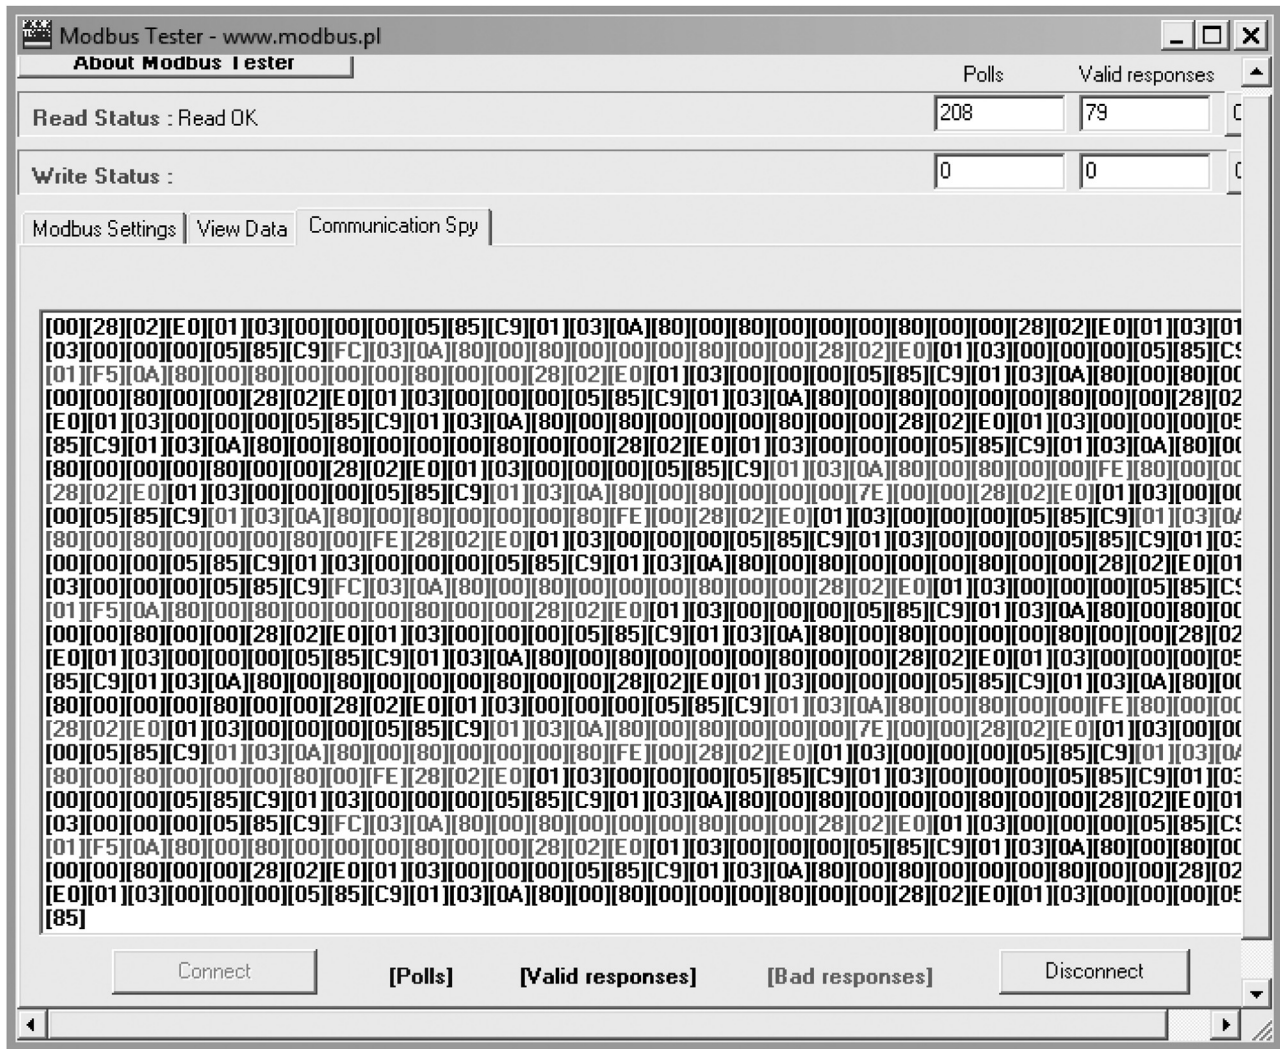 Modbus Tester - www.modbus.pl
About Modbus Tester
Polls Valid responses
Read Status : Read OK 208 79
Write Status : 0 0
Modbus Settings View Data Communication Spy
[00][28][02][E0][01][03][00][00][00][05][85][C9][01][03][0A][80][00][80][00][00][00][80][00][00][28][02][E0][01][03][01
[03][00][00][00][05][85][C9][FC][03][0A][80][00][80][00][00][00][80][00][00][28][02][E0][01][03][00][00][00][05][85][C9
[01][F5][0A][80][00][80][00][00][00][80][00][00][28][02][E0][01][03][00][00][00][05][85][C9][01][03][0A][80][00][80][00
[00][00][80][00][00][28][02][E0][01][03][00][00][00][05][85][C9][01][03][0A][80][00][80][00][00][00][80][00][00][28][02
[E0][01][03][00][00][00][05][85][C9][01][03][0A][80][00][80][00][00][00][80][00][00][28][02][E0][01][03][00][00][00][05
[85][C9][01][03][0A][80][00][80][00][00][00][80][00][00][28][02][E0][01][03][00][00][00][05][85][C9][01][03][0A][80][00
[80][00][00][00][80][00][00][28][02][E0][01][03][00][00][00][05][85][C9][01][03][0A][80][00][80][00][00][FE][80][00][00
[28][02][E0][01][03][00][00][00][05][85][C9][01][03][0A][80][00][80][00][00][00][7E][00][00][28][02][E0][01][03][00][00
[00][05][85][C9][01][03][0A][80][00][80][00][00][00][80][FE][00][28][02][E0][01][03][00][00][00][05][85][C9][01][03][0A
[80][00][80][00][00][00][80][00][FE][28][02][E0][01][03][00][00][00][05][85][C9][01][03][00][00][00][05][85][C9][01][03
[00][00][00][05][85][C9][01][03][00][00][00][05][85][C9][01][03][0A][80][00][80][00][00][00][80][00][00][28][02][E0][01
[03][00][00][00][05][85][C9][FC][03][0A][80][00][80][00][00][00][80][00][00][28][02][E0][01][03][00][00][00][05][85][C9
[01][F5][0A][80][00][80][00][00][00][80][00][00][28][02][E0][01][03][00][00][00][05][85][C9][01][03][0A][80][00][80][00
[00][00][80][00][00][28][02][E0][01][03][00][00][00][05][85][C9][01][03][0A][80][00][80][00][00][00][80][00][00][28][02
[E0][01][03][00][00][00][05][85][C9][01][03][0A][80][00][80][00][00][00][80][00][00][28][02][E0][01][03][00][00][00][05
[85][C9][01][03][0A][80][00][80][00][00][00][80][00][00][28][02][E0][01][03][00][00][00][05][85][C9][01][03][0A][80][00
[80][00][00][00][80][00][00][28][02][E0][01][03][00][00][00][05][85][C9][01][03][0A][80][00][80][00][00][FE][80][00][00
[28][02][E0][01][03][00][00][00][05][85][C9][01][03][0A][80][00][80][00][00][00][7E][00][00][28][02][E0][01][03][00][00
[00][05][85][C9][01][03][0A][80][00][80][00][00][00][80][FE][00][28][02][E0][01][03][00][00][00][05][85][C9][01][03][0A
[80][00][80][00][00][00][80][00][FE][28][02][E0][01][03][00][00][00][05][85][C9][01][03][00][00][00][05][85][C9][01][03
[00][00][00][05][85][C9][01][03][00][00][00][05][85][C9][01][03][0A][80][00][80][00][00][00][80][00][00][28][02][E0][01
[03][00][00][00][05][85][C9][FC][03][0A][80][00][80][00][00][00][80][00][00][28][02][E0][01][03][00][00][00][05][85][C9
[01][F5][0A][80][00][80][00][00][00][80][00][00][28][02][E0][01][03][00][00][00][05][85][C9][01][03][0A][80][00][80][00
[00][00][80][00][00][28][02][E0][01][03][00][00][00][05][85][C9][01][03][0A][80][00][80][00][00][00][80][00][00][28][02
[E0][01][03][00][00][00][05][85][C9][01][03][0A][80][00][80][00][00][00][80][00][00][28][02][E0][01][03][00][00][00][05
[85]
Connect [Polls] [Valid responses] [Bad responses] Disconnect